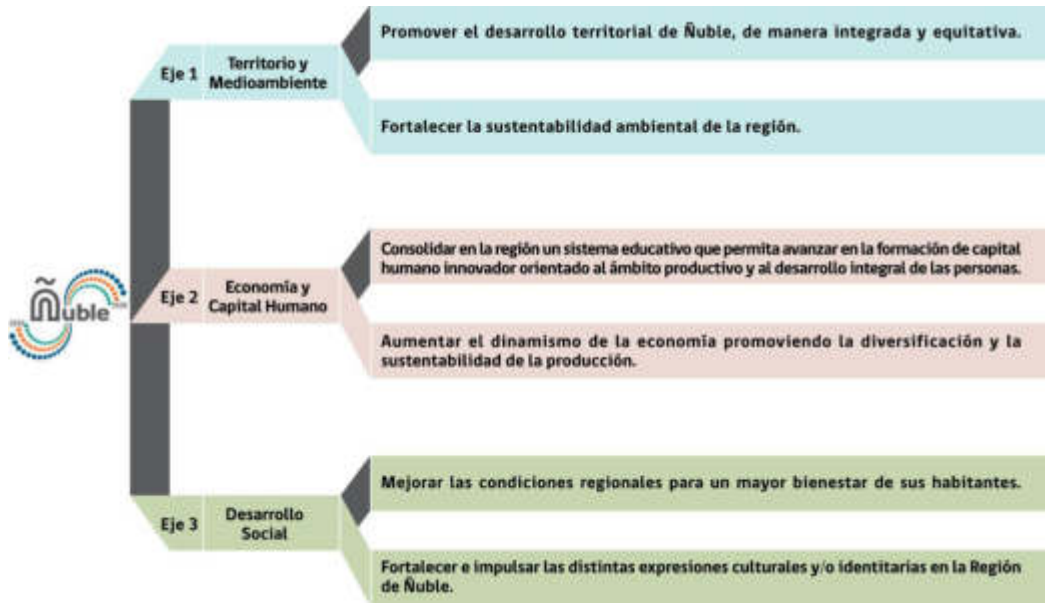 Promover el desarrollo territorial de Ñuble, de manera integrada y equitativa.
Eje 1
Territorio y
Medioambiente
Fortalecer la sustentabilidad ambiental de la región.
Consolidar en la región un sistema educativo que permita avanzar en la formación de capital
humano innovador orientado al ámbito productivo y al desarrollo integral de las personas.
Ñuble
Eje 2
Economía y
Capital Humano
Aumentar el dinamismo de la economía promoviendo la diversificación y la
sustentabilidad de la producción.
Mejorar las condiciones regionales para un mayor bienestar de sus habitantes.
Eje 3
Desarrollo
Social
Fortalecer e impulsar las distintas expresiones culturales y/o identitarias en la Región
de Ñuble.